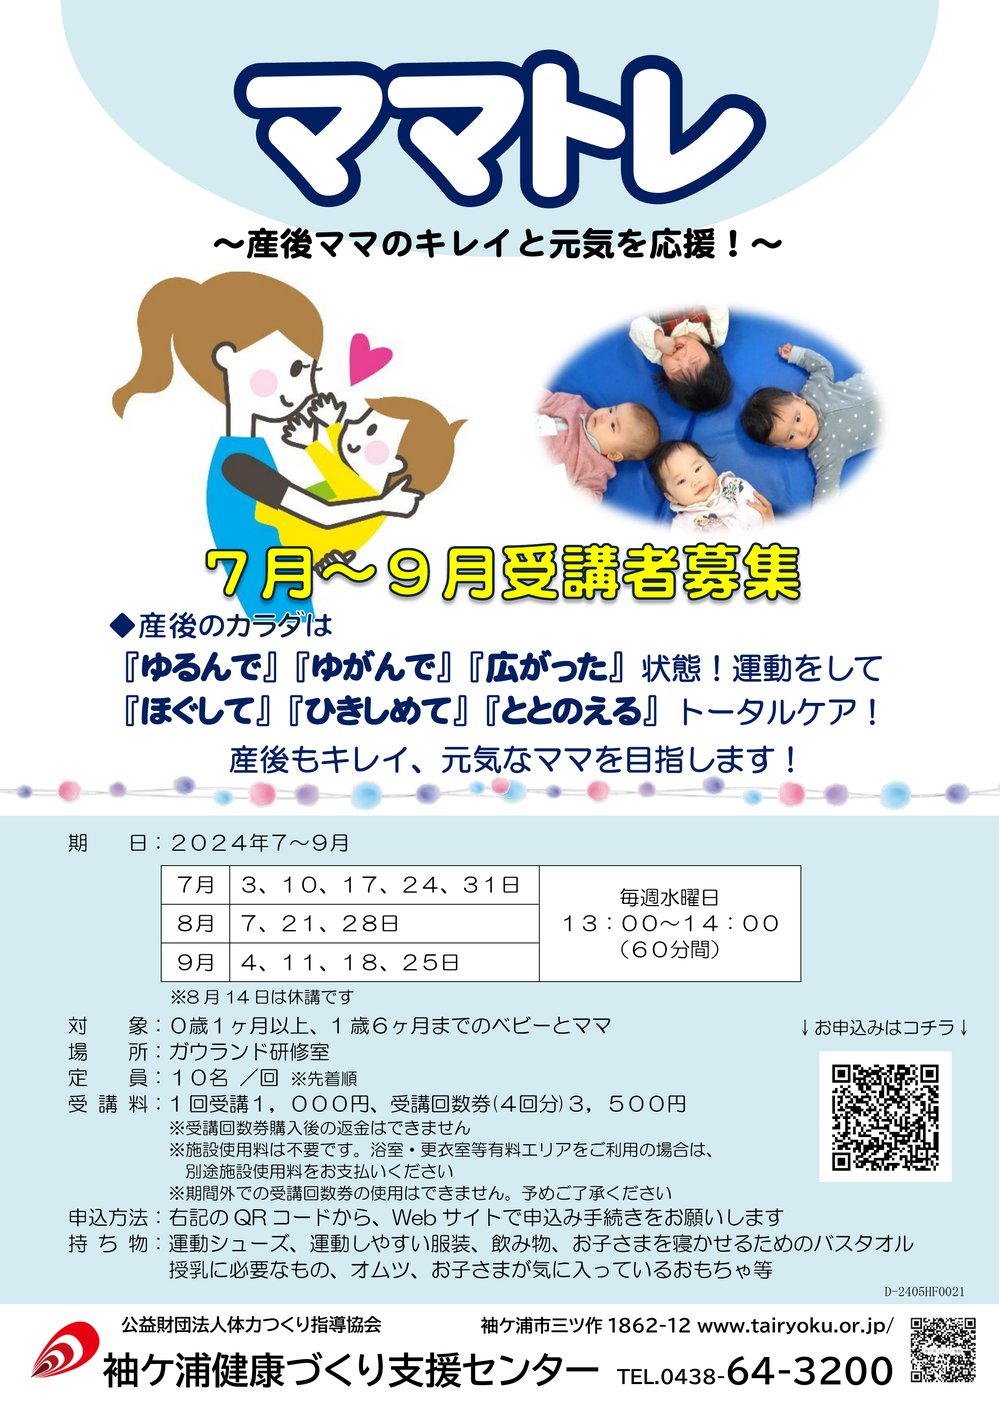 ママトレ
～産後ママのキレイと元気を応援！～
７月～９月受講者募集
◆産後のカラダは
『ゆるんで』『ゆがんで』『広がった』状態！運動をして
『ほぐして』『ひきしめて』『ととのえる』トータルケア！
産後もキレイ、元気なママを目指します！
期　　日：２０２４年７～９月
７月　３、１０、１７、２４、３１日
８月　７、２１、２８日
９月　４、１１、１８、２５日
毎週水曜日
１３：００～１４：００
（６０分間）
※８月１４日は休講です
対　　象：０歳１ヶ月以上、１歳６ヶ月までのベビーとママ
↓お申込みはコチラ↓
場　　所：ガウランド研修室
定　　員：１０名 ／回 ※先着順
受 講 料：１回受講１，０００円、受講回数券(４回分)３，５００円
※受講回数券購入後の返金はできません
※施設使用料は不要です。浴室・更衣室等有料エリアをご利用の場合は、
別途施設使用料をお支払いください
※期間外での受講回数券の使用はできません。予めご了承ください
申込方法：右記のQRコードから、Webサイトで申込み手続きをお願いします
持 ち 物：運動シューズ、運動しやすい服装、飲み物、お子さまを寝かせるためのバスタオル
授乳に必要なもの、オムツ、お子さまが気に入っているおもちゃ等
D-2405HF0021
公益財団法人体力つくり指導協会
袖ケ浦市三ツ作1862-12 www.tairyoku.or.jp/
袖ケ浦健康づくり支援センター TEL.0438-64-3200